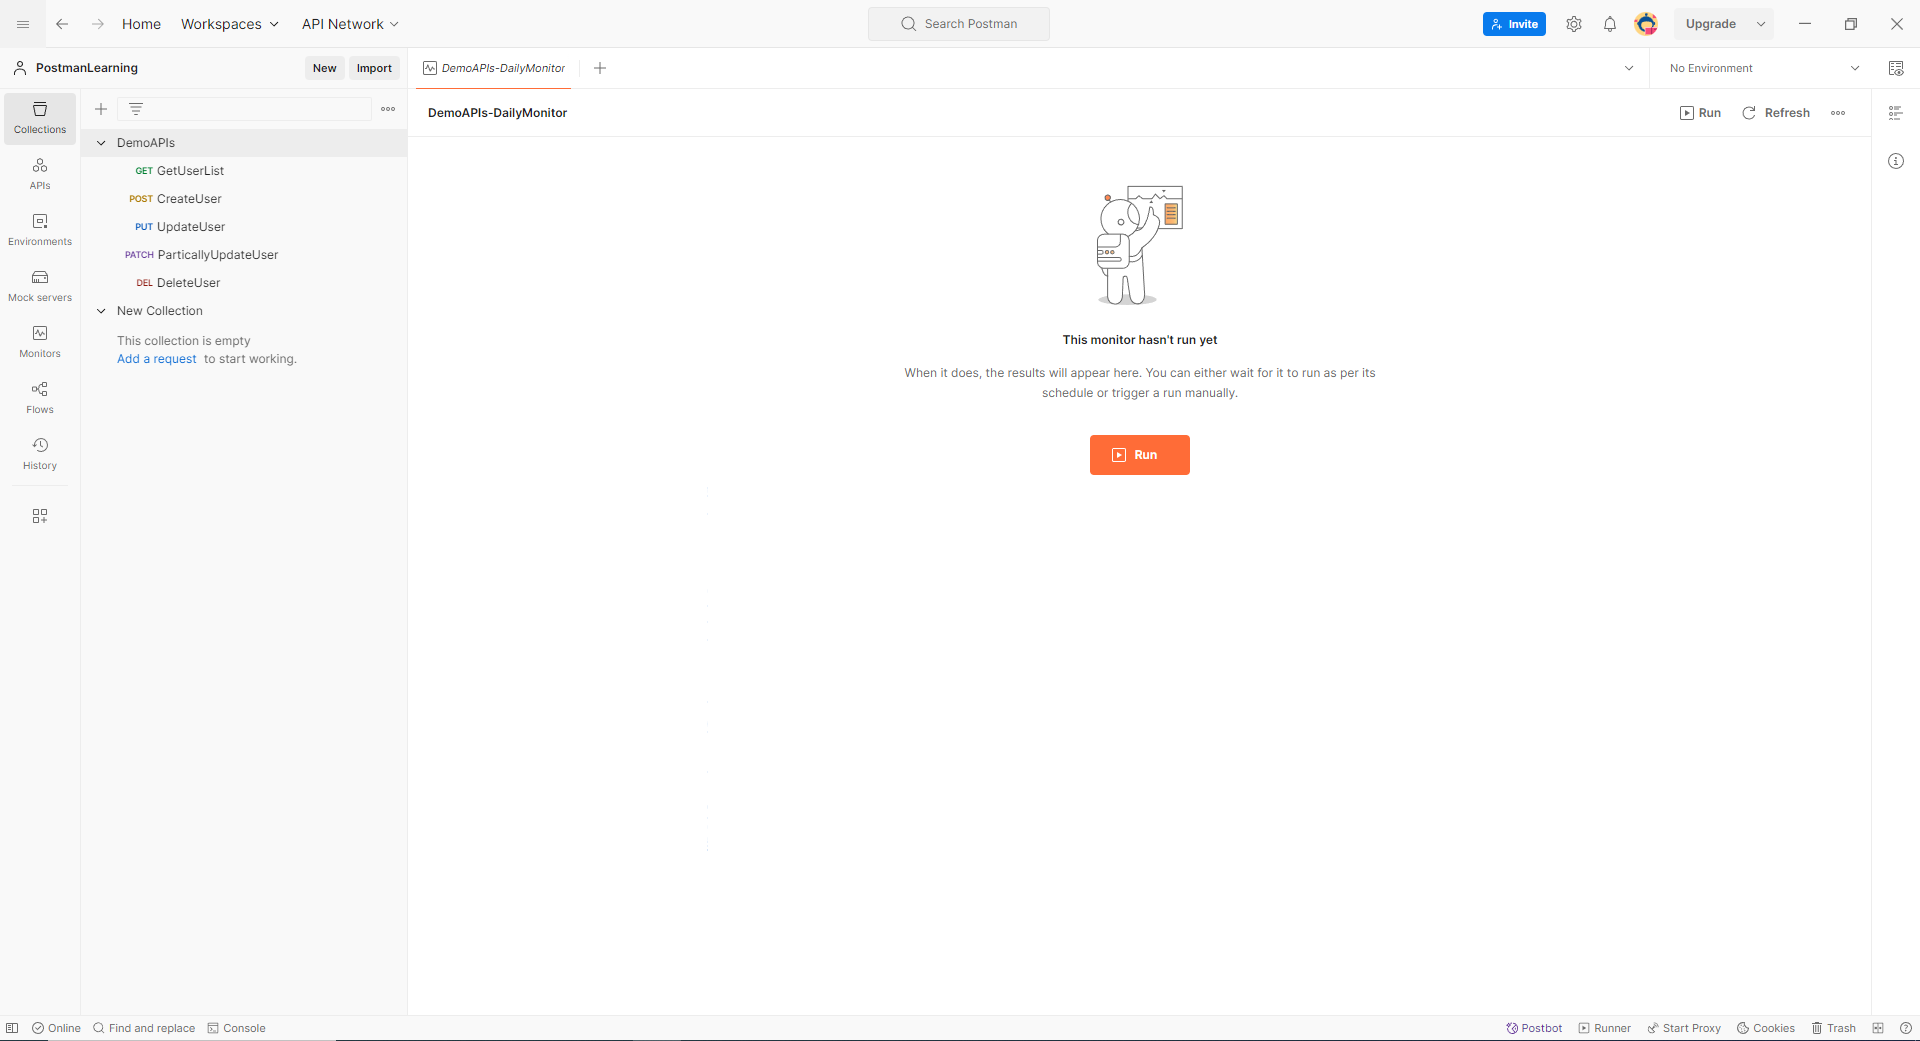 Home Workspaces API Network Search Postman Invite Upgrade
PostmanLearning New Import DemoAPIs-DailyMonitor No Environment
Collections
APIs
Environments
Mock servers
Monitors
Flows
History
DemoAPIs
GET GetUserList
POST CreateUser
PUT UpdateUser
PATCH ParticallyUpdateUser
DEL DeleteUser
New Collection
This collection is empty
Add a request to start working.
DemoAPIs-DailyMonitor Run Refresh
This monitor hasn't run yet
When it does, the results will appear here. You can either wait for it to run as per its
schedule or trigger a run manually.
Run
Online Find and replace Console Postbot Runner Start Proxy Cookies Trash